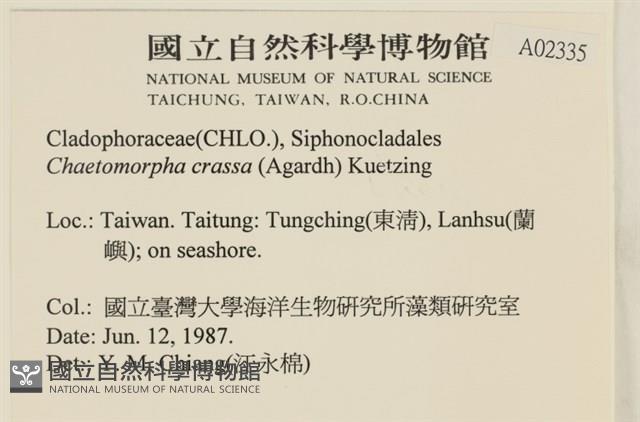 國立自然科學博物館
A02335
NATIONAL MUSEUM OF NATURAL SCIENCE
TAICHUNG, TAIWAN, R.O.CHINA
Cladophoraceae(CHLO.), Siphonocladales
Chaetomorpha crassa (Agardh) Kuetzing
Loc.: Taiwan. Taitung: Tungching(東淸), Lanhsu(蘭
嶼); on seashore.
Col.: 國立臺灣大學海洋生物研究所藻類研究室
Date: Jun. 12, 1987.
Det.: Y. M. Chiang(江永棉)
國立自然科學博物館
NATIONAL MUSEUM OF NATURAL SCIENCE